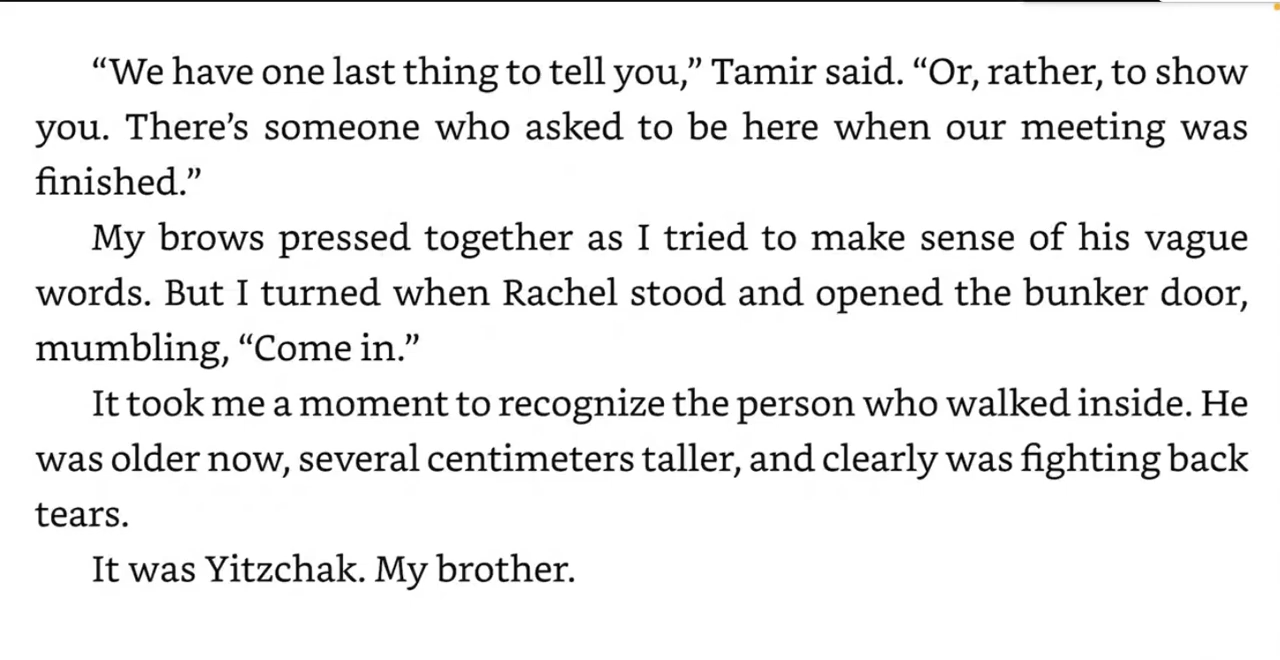 “We have one last thing to tell you,” Tamir said. “Or, rather, to show
you. There’s someone who asked to be here when our meeting was
finished.”
My brows pressed together as I tried to make sense of his vague
words. But I turned when Rachel stood and opened the bunker door,
mumbling, “Come in.”
It took me a moment to recognize the person who walked inside. He
was older now, several centimeters taller, and clearly was fighting back
tears.
It was Yitzchak. My brother.